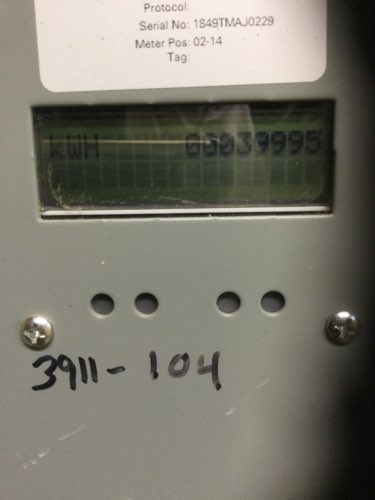 Protocol:
Serial No: 1849TMAJ0229
Meter Pos: 02-14
Tag:
kWH 00039995
3911-104